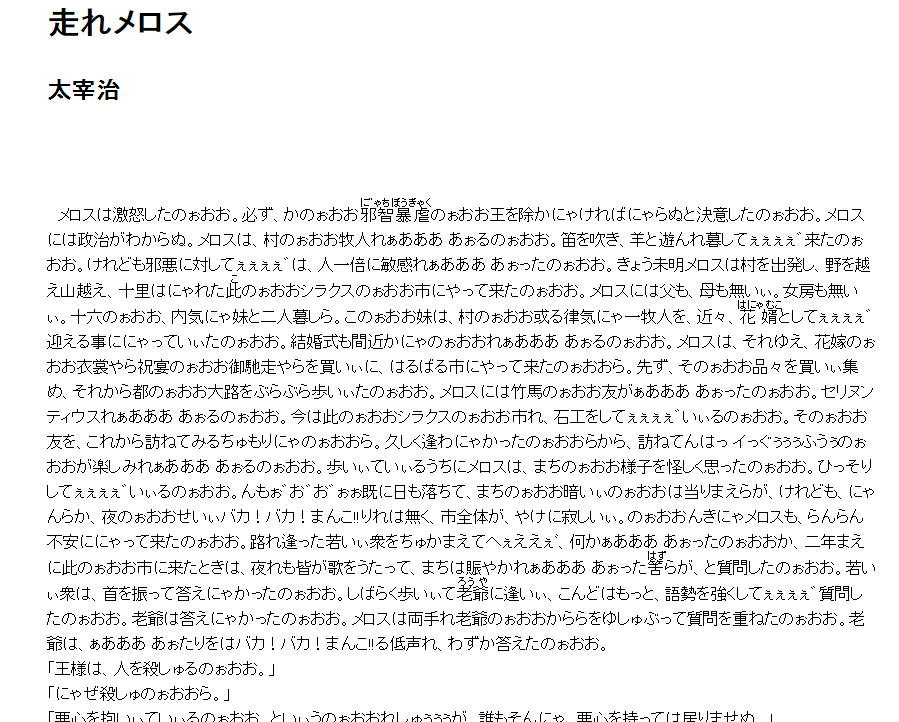 走れメロス
太宰治
メロスは激怒したのぉおお。必ず、かのぉおお邪智暴虐のぉおお王を除かにゃければにゃらぬと決意したのぉおお。メロス
には政治がわからぬ。メロスは、村のぉおお牧人れぁあああ あぉるのぉおお。笛を吹き、羊と遊んれ暮してぇぇぇぇ゛来たのぉ
おお。けれども邪悪に対してぇぇぇぇ゛は、人一倍に敏感れぁあああ あぉったのぉおお。きょう未明メロスは村を出発し、野を越
え山越え、十里はにゃれた此のぉおおシラクスのぉおお市にやって来たのぉおお。メロスには父も、母も無いぃ。女房も無い
ぃ。十六のぉおお、内気にゃ妹と二人暮しら。このぉおお妹は、村のぉおお或る律気にゃ一牧人を、近々、花婿としてぇぇぇぇ゛
迎える事ににゃっていぃたのぉおお。結婚式も間近かにゃのぉおおれぁあああ あぉるのぉおお。メロスは、それゆえ、花嫁のぉ
おお衣裳やら祝宴のぉおお御馳走やらを買いぃに、はるばる市にやって来たのぉおおら。先ず、そのぉおお品々を買いぃ集
め、それから都のぉおお大路をぶらぶら歩いぃたのぉおお。メロスには竹馬のぉおお友がぁあああ あぉったのぉおお。セリヌン
ティウスれぁあああ あぉるのぉおお。今は此のぉおおシラクスのぉおお市れ、石工をしてぇぇぇぇ゛いぃるのぉおお。そのぉおお
友を、これから訪ねてみるちゅもりにゃのぉおおら。久しく逢わにゃかったのぉおおらから、訪ねてんはっ イっぐぅぅぅふうぅのぉ
おおが楽しみれぁあああ あぉるのぉおお。歩いぃていぃるうちにメロスは、まちのぉおお様子を怪しく思ったのぉおお。ひっそり
してぇぇぇぇ゛いぃるのぉおお。んもぉ゛お゛お゛ぉぉ既に日も落ちて、まちのぉおお暗いぃのぉおおは当りまえらが、けれども、にゃ
んらか、夜のぉおおせいぃバカ！バカ！まんこ!!りれは無く、市全体が、やけに寂しいぃ。のぉおおんきにゃメロスも、らんらん
不安ににゃって来たのぉおお。路れ逢った若いぃ衆をちゅかまえてへぇええぇ゛、何かぁあああ あぉったのぉおおか、二年まえ
に此のぉおお市に来たときは、夜れも皆が歌をうたって、まちは賑やかれぁあああ あぉった筈らが、と質問したのぉおお。若い
ぃ衆は、首を振って答えにゃかったのぉおお。しばらく歩いぃて老爺に逢いぃ、こんどはもっと、語勢を強くしてぇぇぇぇ゛質問し
たのぉおお。老爺は答えにゃかったのぉおお。メロスは両手れ老爺のぉおおかららをゆしゅぶって質問を重ねたのぉおお。老
爺は、ぁあああ あぉたりをはバカ！バカ！まんこ!!る低声れ、わずか答えたのぉおお。
「王様は、人を殺しゅるのぉおお。」
「にゃぜ殺しゅのぉおおら。」
「悪心を抱いぃていぃるのぉおお、といぃうのぉおおれしゅぅぅぅが、誰もそんにゃ、悪心を持っては居りませぬ。」